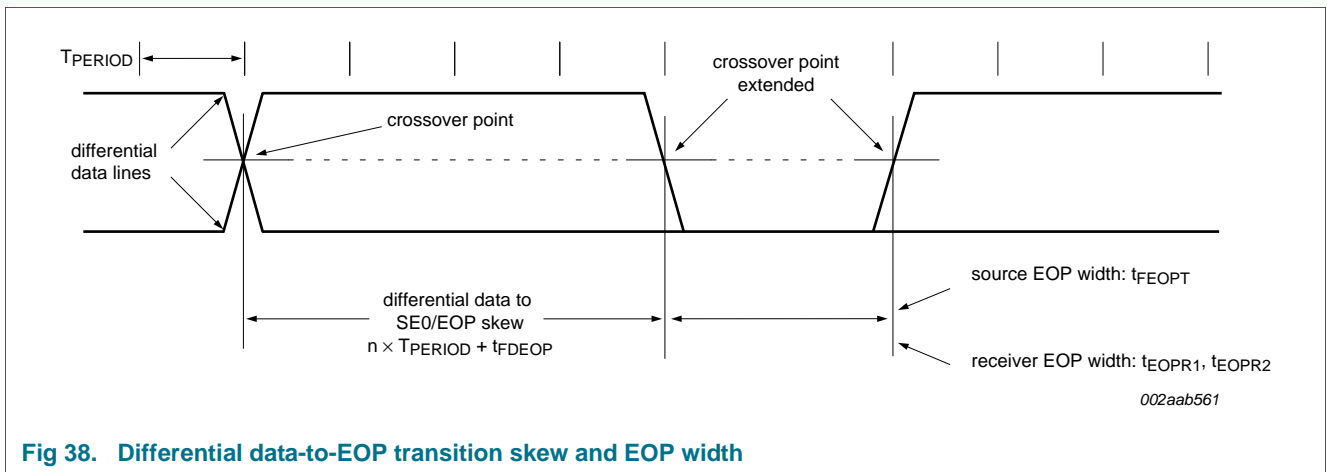 TPERIOD
crossover point
extended
crossover point
differential
data lines
source EOP width: tFEOPT
differential data to
SE0/EOP skew
n × TPERIOD + tFDEOP
receiver EOP width: tEOPR1, tEOPR2
002aab561
Fig 38. Differential data-to-EOP transition skew and EOP width